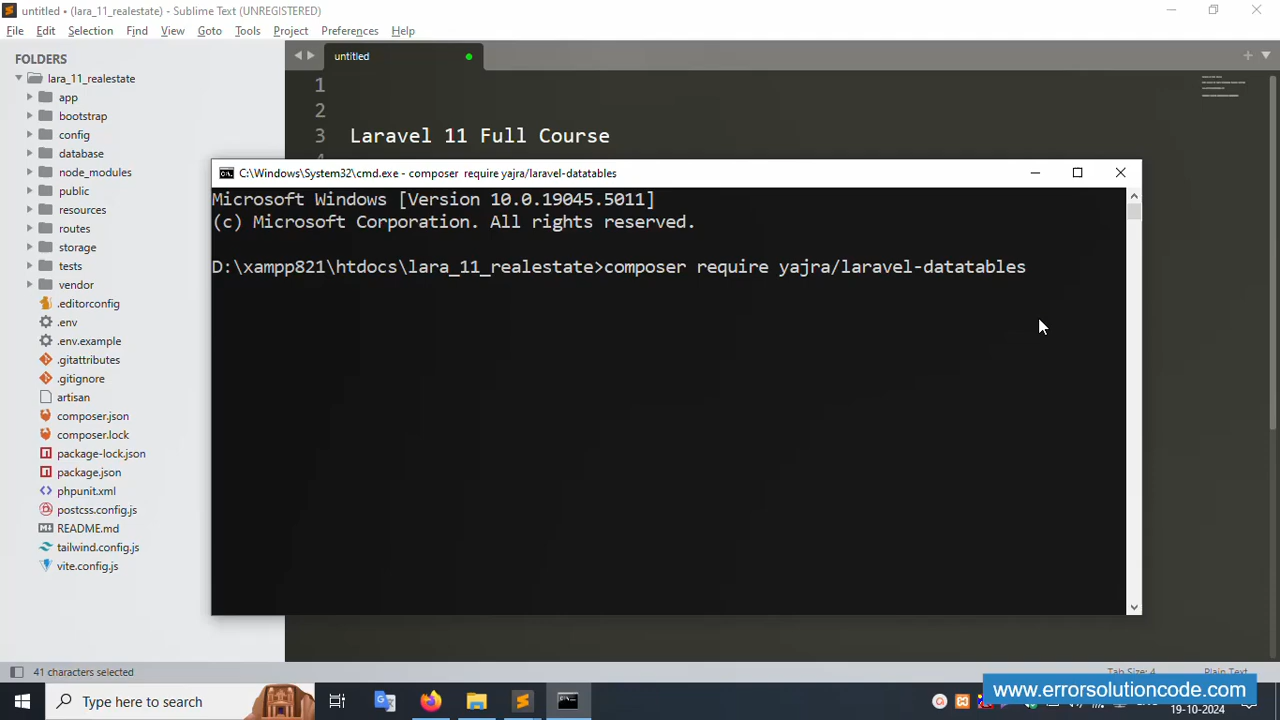 untitled • (lara_11_realestate) - Sublime Text (UNREGISTERED)
File Edit Selection Find View Goto Tools Project Preferences Help
FOLDERS
lara_11_realestate
app
bootstrap
config
database
node_modules
public
resources
routes
storage
tests
vendor
.editorconfig
.env
.env.example
.gitattributes
.gitignore
artisan
composer.json
composer.lock
package-lock.json
package.json
phpunit.xml
postcss.config.js
README.md
tailwind.config.js
vite.config.js
untitled
1
2
3 Laravel 11 Full Course
C:\Windows\System32\cmd.exe - composer require yajra/laravel-datatables
Microsoft Windows [Version 10.0.19045.5011]
(c) Microsoft Corporation. All rights reserved.
D:\xampp821\htdocs\lara_11_realestate>composer require yajra/laravel-datatables
41 characters selected
Tab Size: 4 Plain Text
Type here to search
www.errorsolutioncode.com
19-10-2024